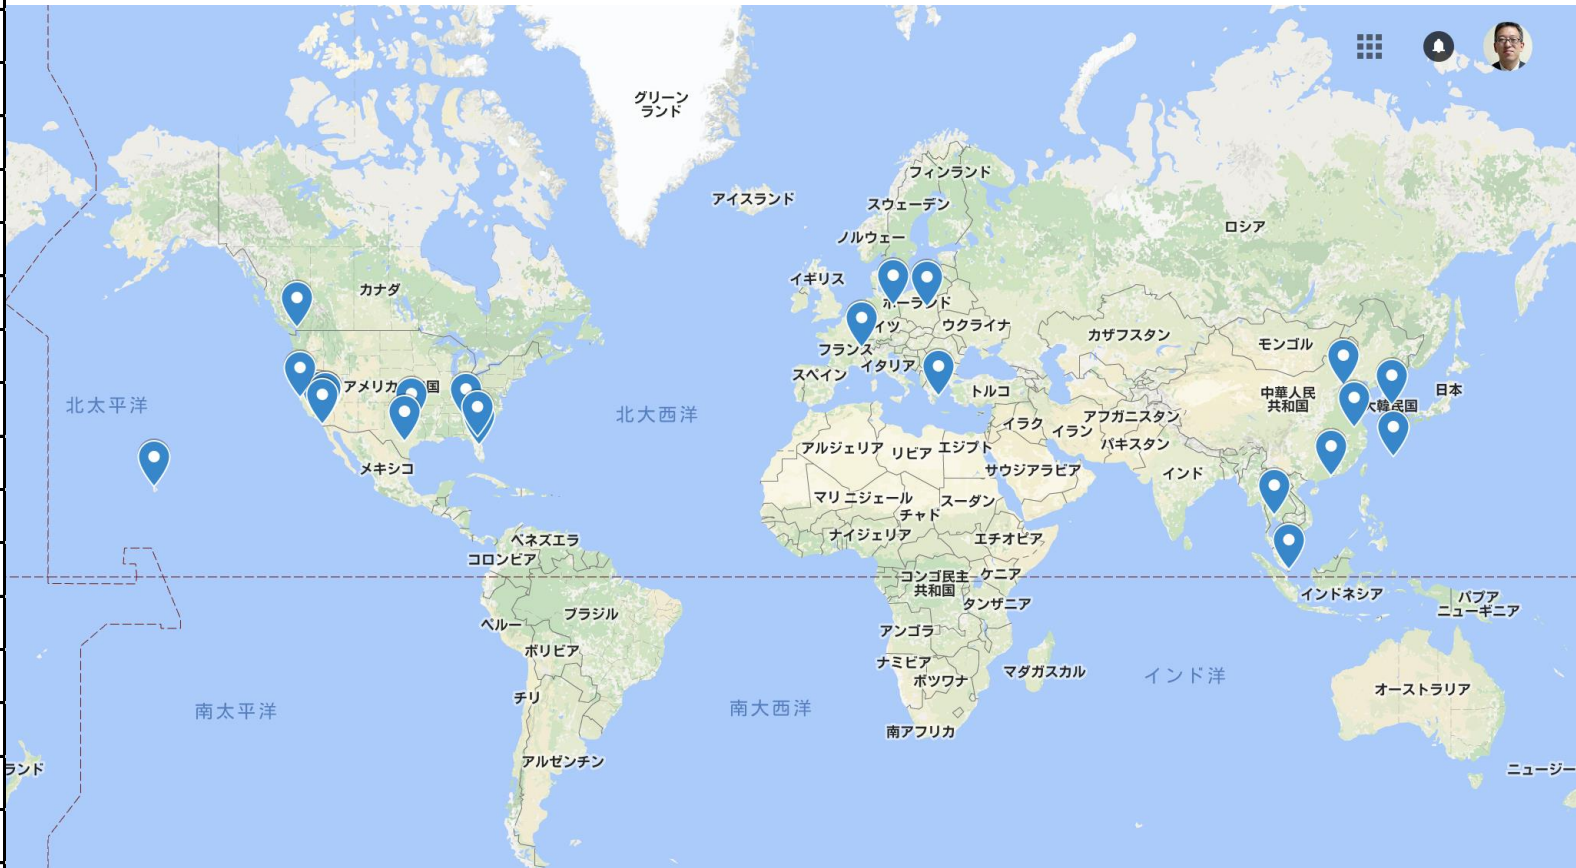 グリーン
ランド
フィンランド
アイスランド
スウェーデン
ロシア
ノルウェー
イギリス
カナダ
ポーランド
イツ
ウクライナ
カザフスタン
モンゴル
フランス
イタリア
スペイン
アメリカ
国
トルコ
中華人民
共和国
日本
北太平洋
大韓民国
北大西洋
アフガニスタン
イラク
イラン
パキスタン
アルジェリア
リビア
エジプト
メキシコ
サウジアラビア
インド
マリ
ニジェール
スーダン
チャド
ナイジェリア
エチオピア
ベネズエラ
コロンビア
コンゴ民主
共和国
ケニア
インドネシア
パプア
ニューギニア
タンザニア
ブラジル
ペルー
アンゴラ
ボリビア
ナミビア
マダガスカル
インド洋
ボツワナ
オーストラリア
チリ
南太平洋
南大西洋
南アフリカ
アルゼンチン
ランド
ニュージー